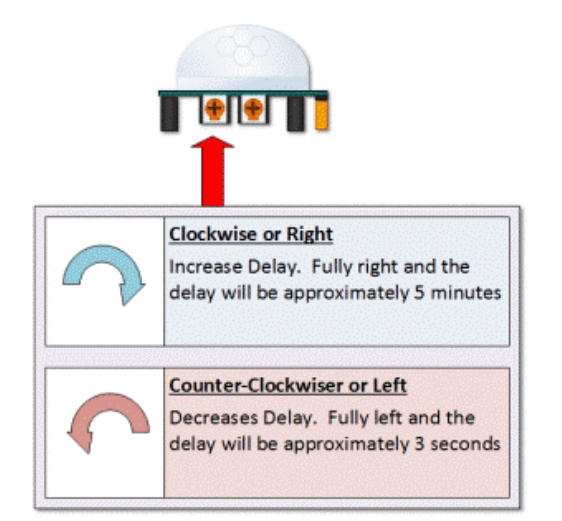 Clockwise or Right
Increase Delay.  Fully right and the
delay will be approximately 5 minutes
Counter-Clockwiser or Left
Decreases Delay.  Fully left and the
delay will be approximately 3 seconds